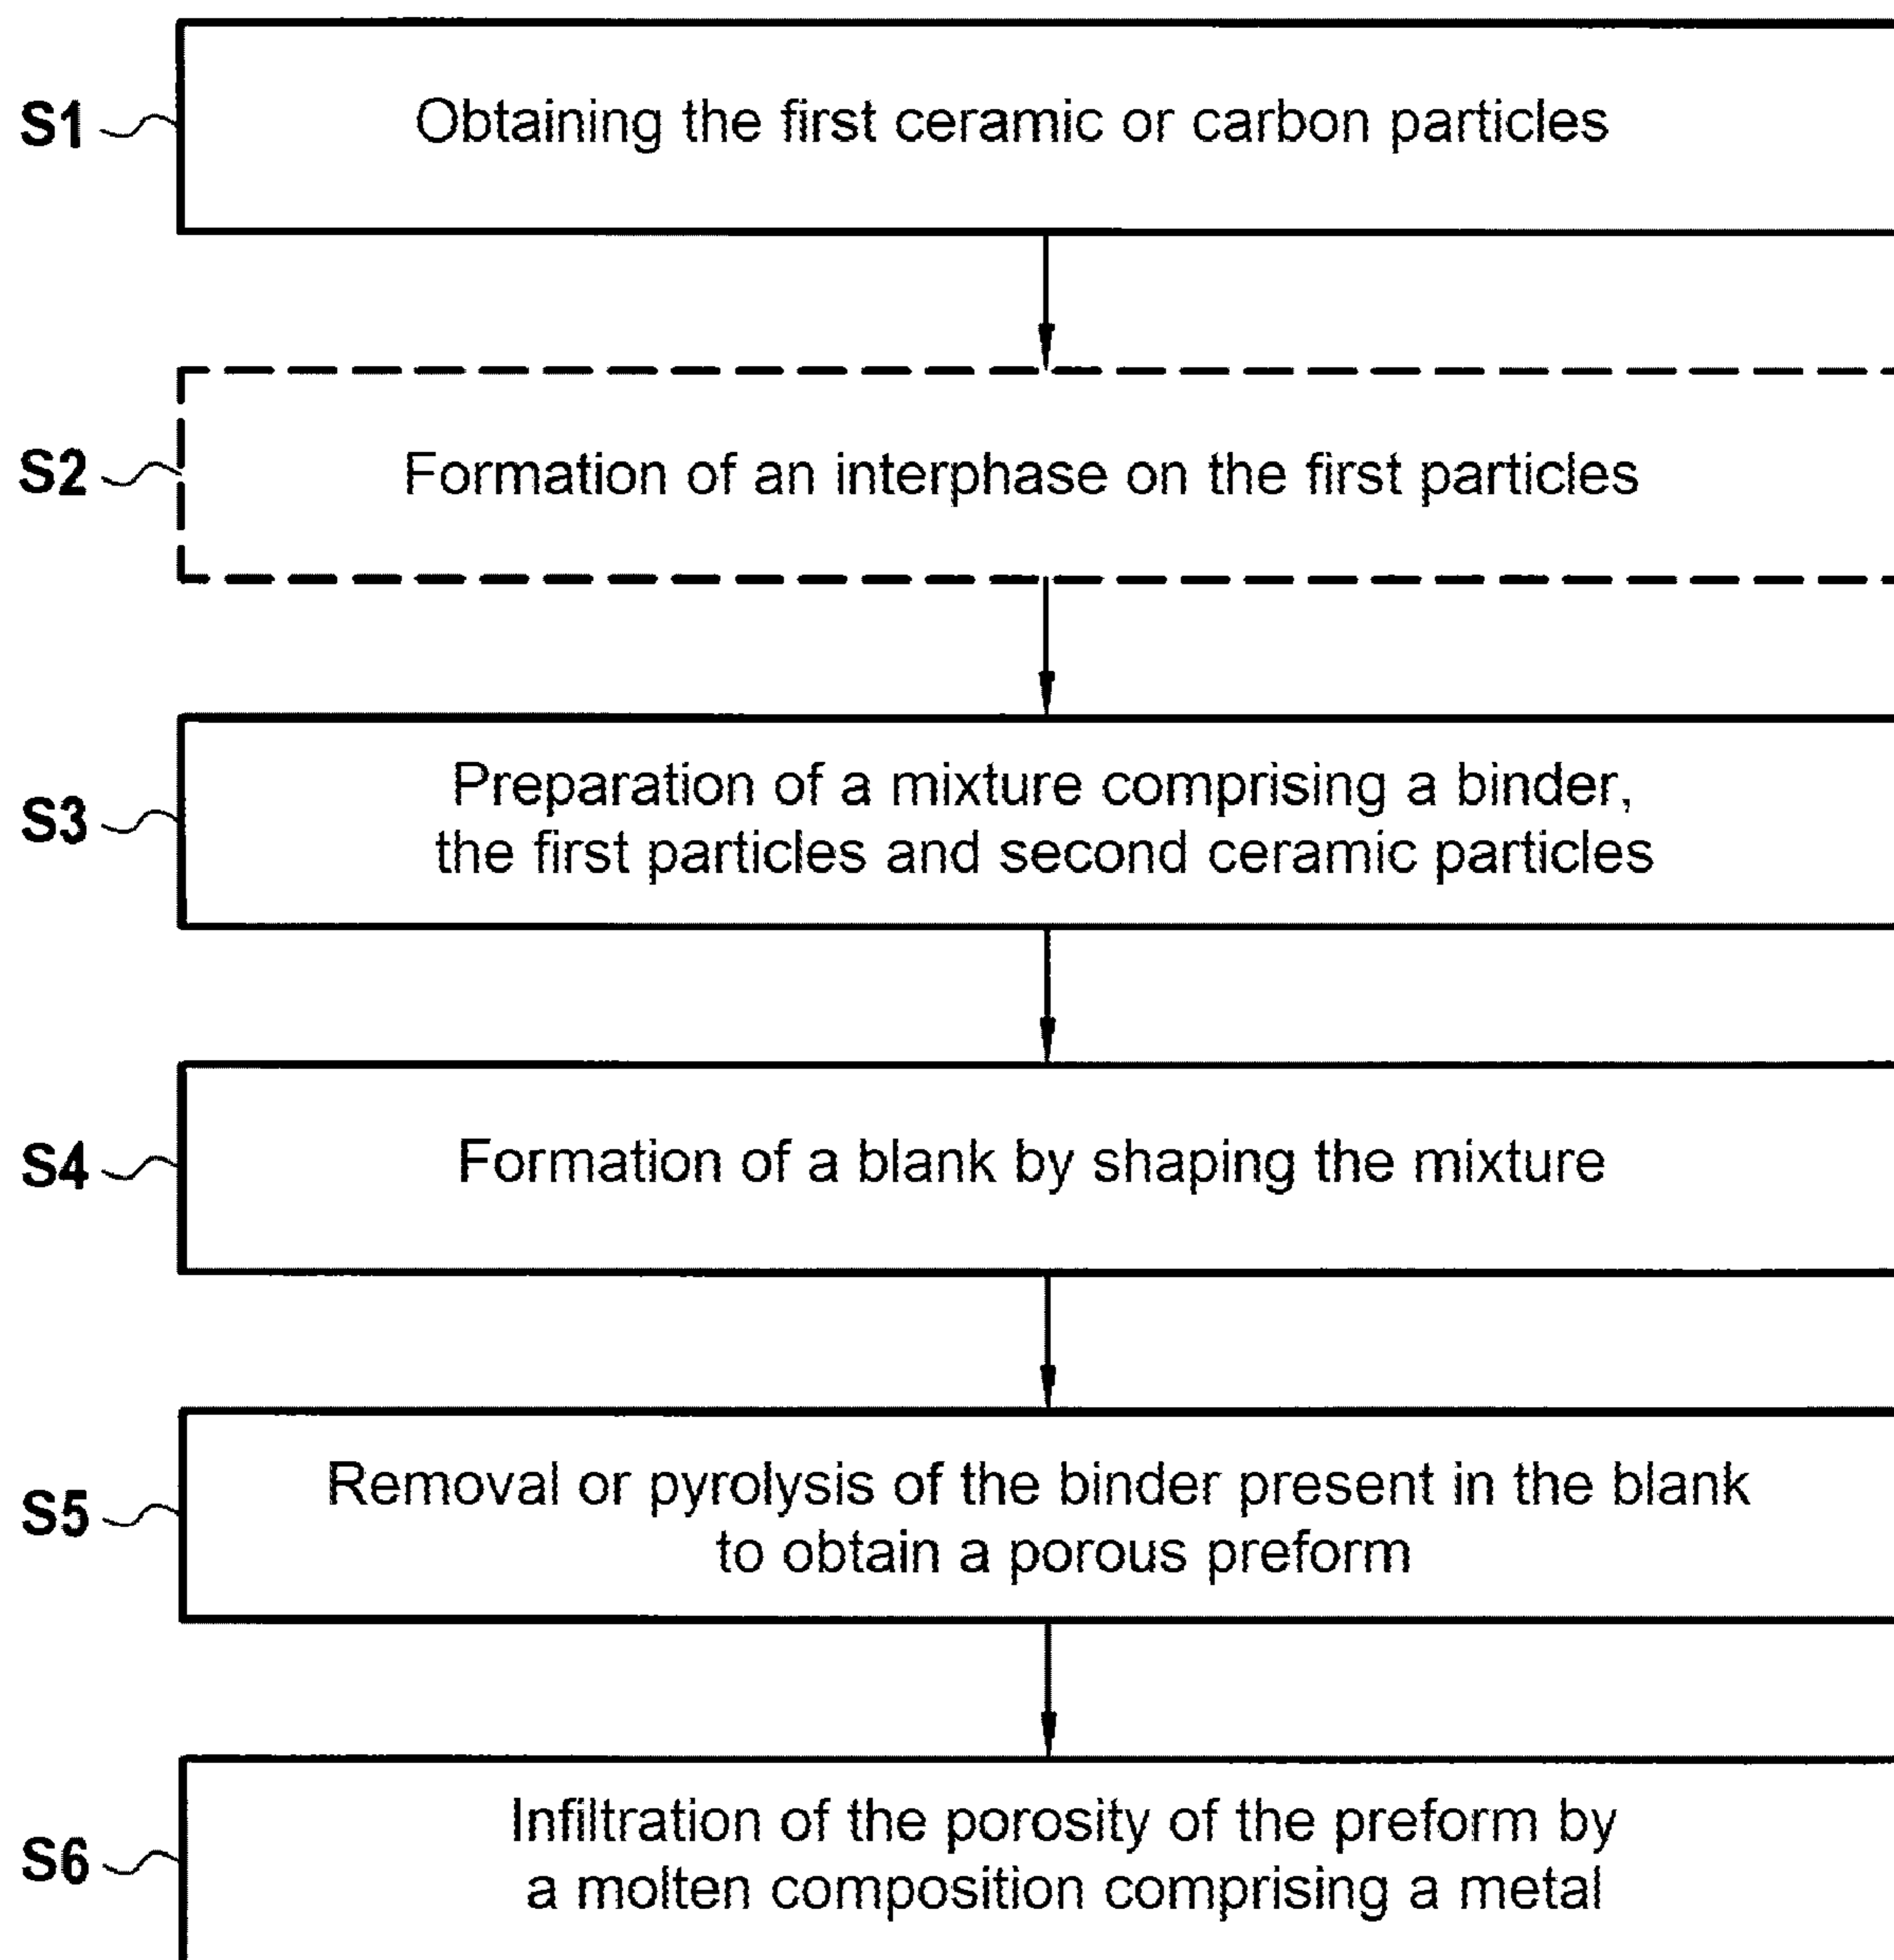 S1 Obtaining the first ceramic or carbon particles
S2 Formation of an interphase on the first particles
S3 Preparation of a mixture comprising a binder,
the first particles and second ceramic particles
S4 Formation of a blank by shaping the mixture
S5 Removal or pyrolysis of the binder present in the blank
to obtain a porous preform
S6 Infiltration of the porosity of the preform by
a molten composition comprising a metal